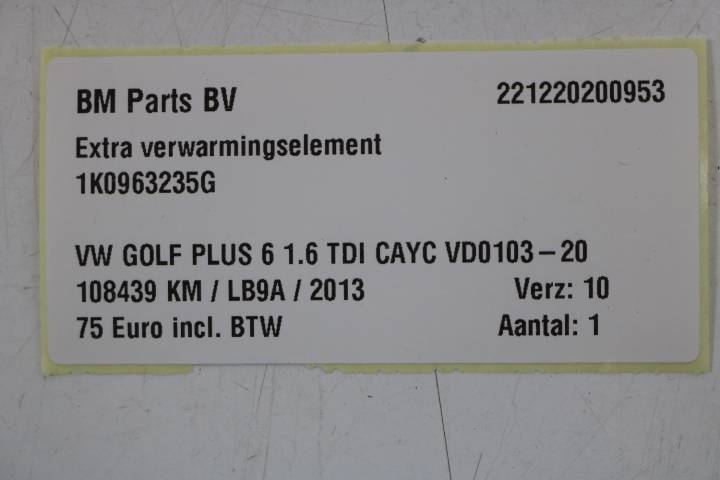 BM Parts BV 221220200953
Extra verwarmingselement
1K0963235G
VW GOLF PLUS 6 1.6 TDI CAYC VD0103-20
108439 KM / LB9A / 2013 Verz: 10
75 Euro incl. BTW Aantal: 1